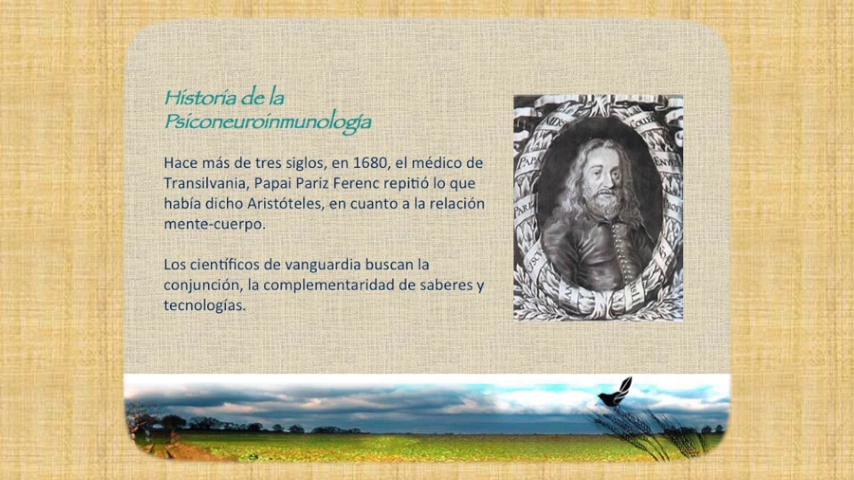 Historia de la
Psiconeuroinmunología
Hace más de tres siglos, en 1680, el médico de
Transilvania, Papai Pariz Ferenc repitió lo que
había dicho Aristóteles, en cuanto a la relación
mente-cuerpo.
Los científicos de vanguardia buscan la
conjunción, la complementaridad de saberes y
tecnologías.